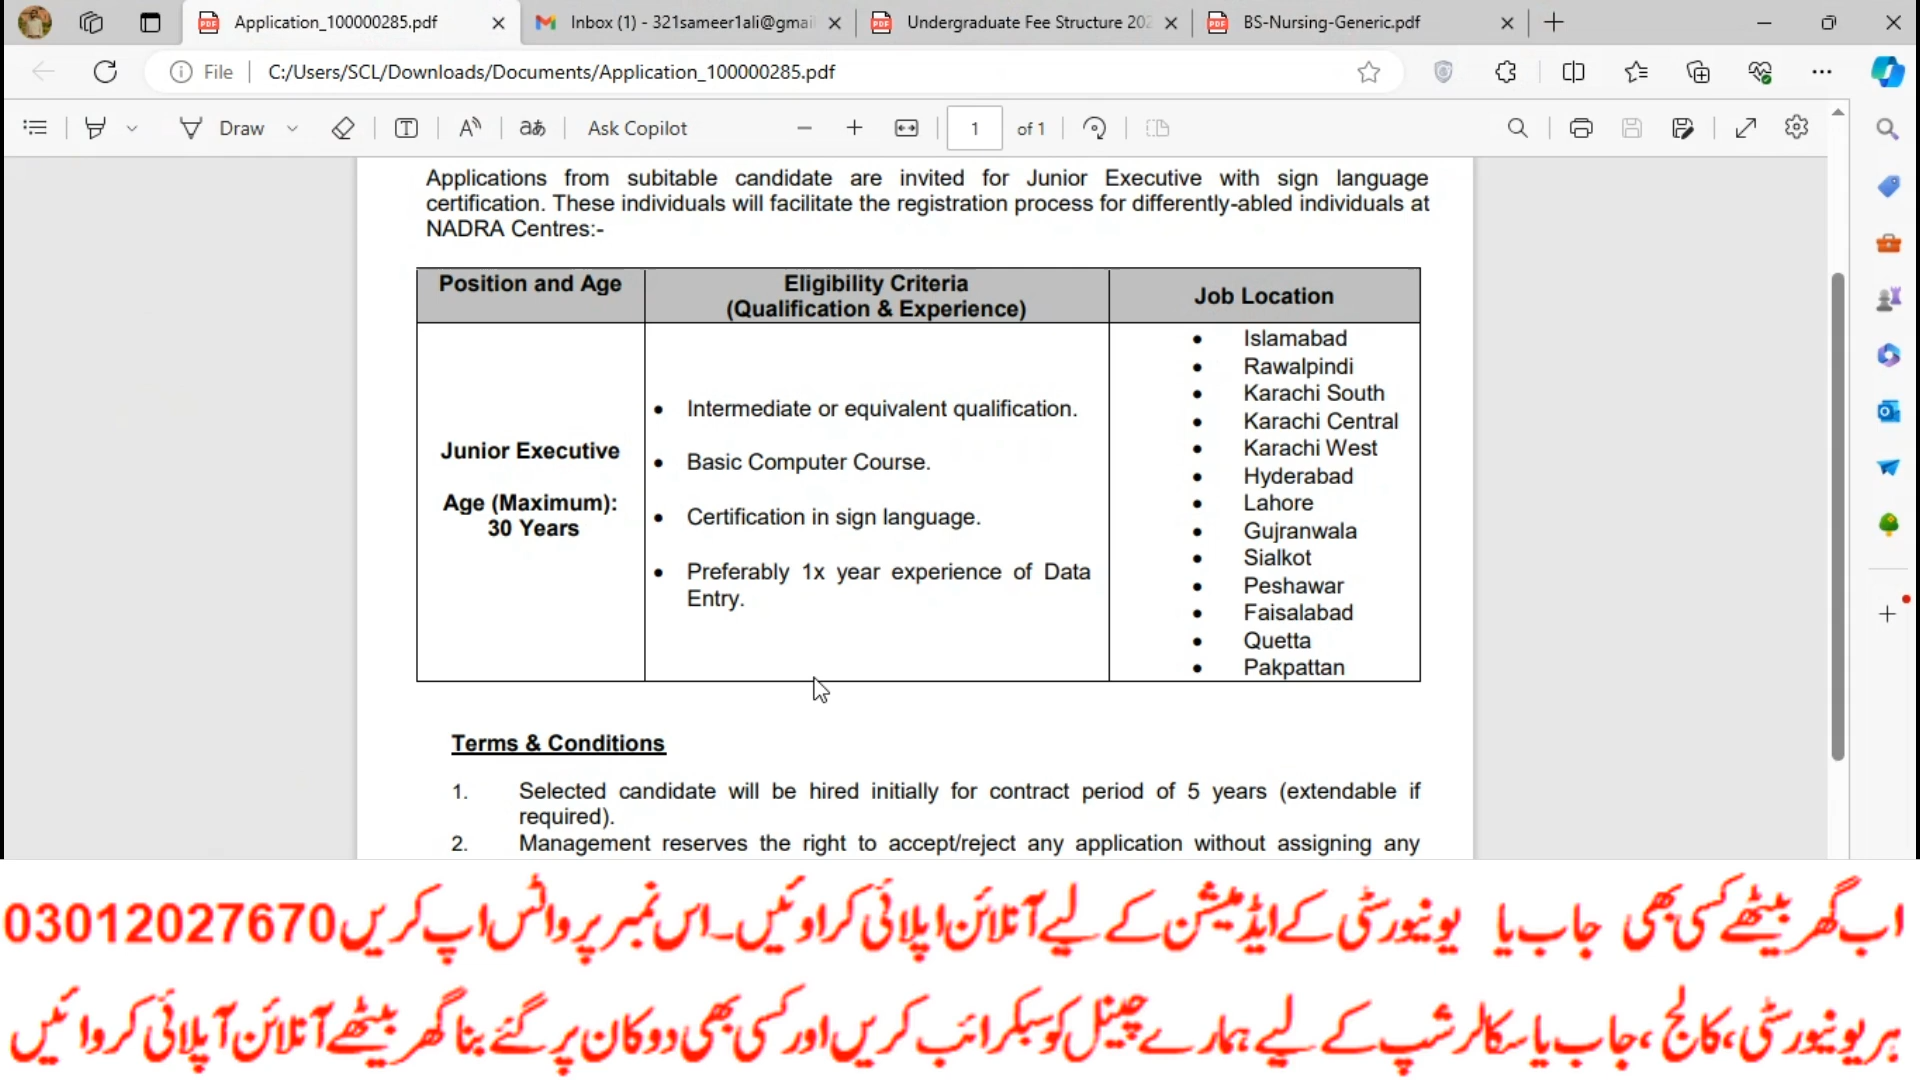 Application_100000285.pdf
Inbox (1) - 321sameer1ali@gmai
Undergraduate Fee Structure 202
BS-Nursing-Generic.pdf
File
C:/Users/SCL/Downloads/Documents/Application_100000285.pdf
Draw
Ask Copilot
1 of 1
Applications from subitable candidate are invited for Junior Executive with sign language
certification. These individuals will facilitate the registration process for differently-abled individuals at
NADRA Centres:-
Position and Age
Eligibility Criteria
(Qualification & Experience)
Job Location
Junior Executive
Age (Maximum):
30 Years
• Intermediate or equivalent qualification.
• Basic Computer Course.
• Certification in sign language.
• Preferably 1x year experience of Data
Entry.
• Islamabad
• Rawalpindi
• Karachi South
• Karachi Central
• Karachi West
• Hyderabad
• Lahore
• Gujranwala
• Sialkot
• Peshawar
• Faisalabad
• Quetta
• Pakpattan
Terms & Conditions
1. Selected candidate will be hired initially for contract period of 5 years (extendable if
required).
2. Management reserves the right to accept/reject any application without assigning any
اب گھر بیٹھے کسی بھی جاب یا یونیورسٹی کے ایڈمیشن کے لیے آنلائن اپلائی کراوئیں۔اس نمبر پر واٹس اپ کریں 03012027670
ہر یونیورسٹی، کالج ،جاب یا سکالرشپ کے لیے ہمارے چینل کو سبکرائب کریں اور کسی بھی دوکان پر گئے بنا گھر بیٹھے آنلائن آپلائی کروائیں